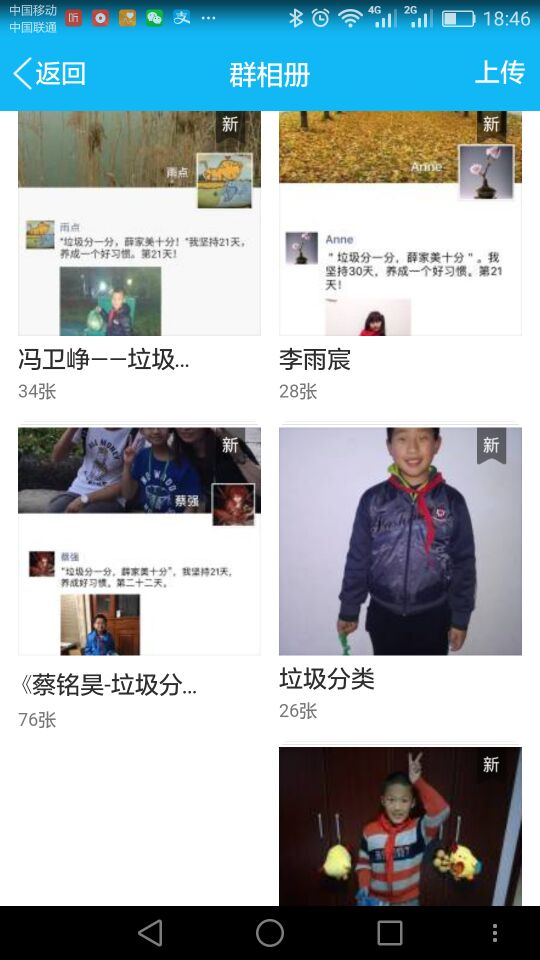 中国移动
中国联通
4G
2G
18:46
返回
群相册
上传
新
雨点
雨点
"垃圾分一分，薛家美十分！"我坚持21天，
养成一个好习惯。第21天！
冯卫峥——垃圾...
34张
新
Anne
Anne
＂垃圾分一分，薛家美十分＂。我
坚持30天，养成一个好习惯。第21
天！
李雨宸
28张
新
蔡强
蔡强
"垃圾分一分，薛家美十分"，我坚持21天，
养成好习惯。第二十二天。
《蔡铭昊-垃圾分...
76张
新
垃圾分类
26张
新